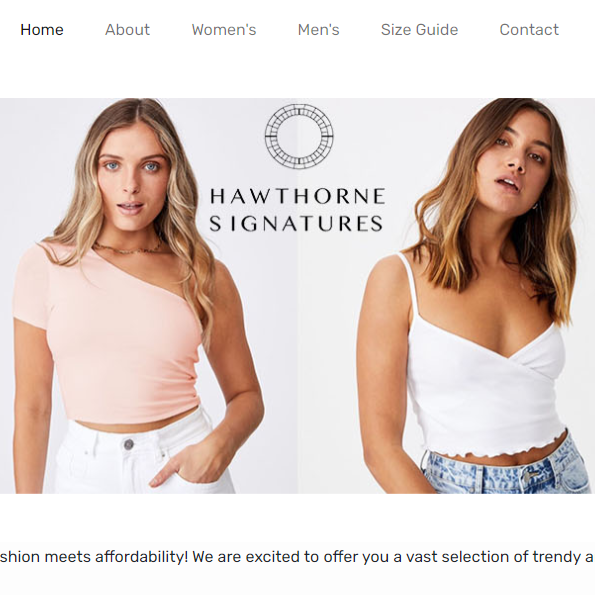 Home About Women's Men's Size Guide Contact
HAWTHORNE
SIGNATURES
shion meets affordability! We are excited to offer you a vast selection of trendy a